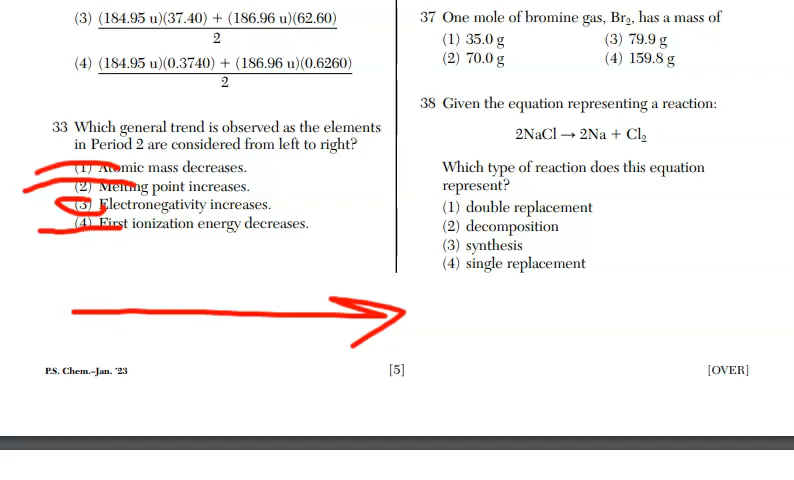 (3) (184.95 u)(37.40) + (186.96 u)(62.60)
2
(4) (184.95 u)(0.3740) + (186.96 u)(0.6260)
2
33 Which general trend is observed as the elements
in Period 2 are considered from left to right?
(1) Atomic mass decreases.
(2) Melting point increases.
(3) Electronegativity increases.
(4) First ionization energy decreases.
37 One mole of bromine gas, Br₂, has a mass of
(1) 35.0 g (3) 79.9 g
(2) 70.0 g (4) 159.8 g
38 Given the equation representing a reaction:
2NaCl → 2Na + Cl₂
Which type of reaction does this equation
represent?
(1) double replacement
(2) decomposition
(3) synthesis
(4) single replacement
P.S. Chem.–Jan. ’23 [5] [OVER]